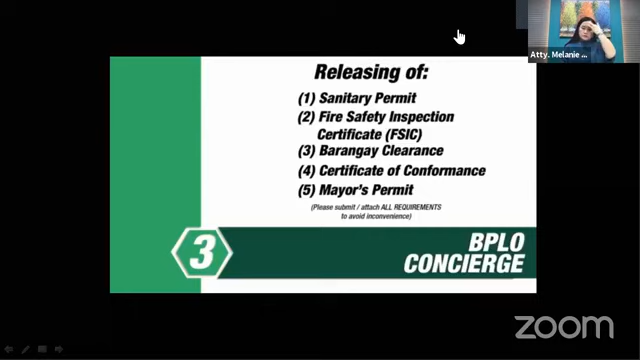 Releasing of:
(1) Sanitary Permit
(2) Fire Safety Inspection
Certificate (FSIC)
(3) Barangay Clearance
(4) Certificate of Conformance
(5) Mayor's Permit
(Please submit / attach ALL REQUIREMENTS
to avoid inconvenience)
3
BPLO
CONCIERGE
Atty. Melanie ...
zoom